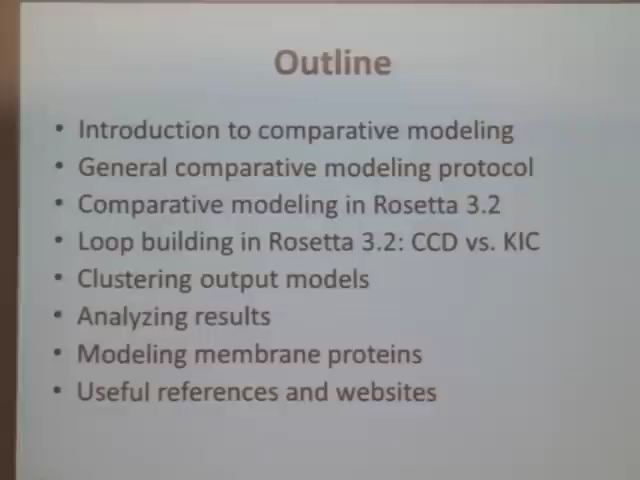 Outline
• Introduction to comparative modeling
• General comparative modeling protocol
• Comparative modeling in Rosetta 3.2
• Loop building in Rosetta 3.2: CCD vs. KIC
• Clustering output models
• Analyzing results
• Modeling membrane proteins
• Useful references and websites